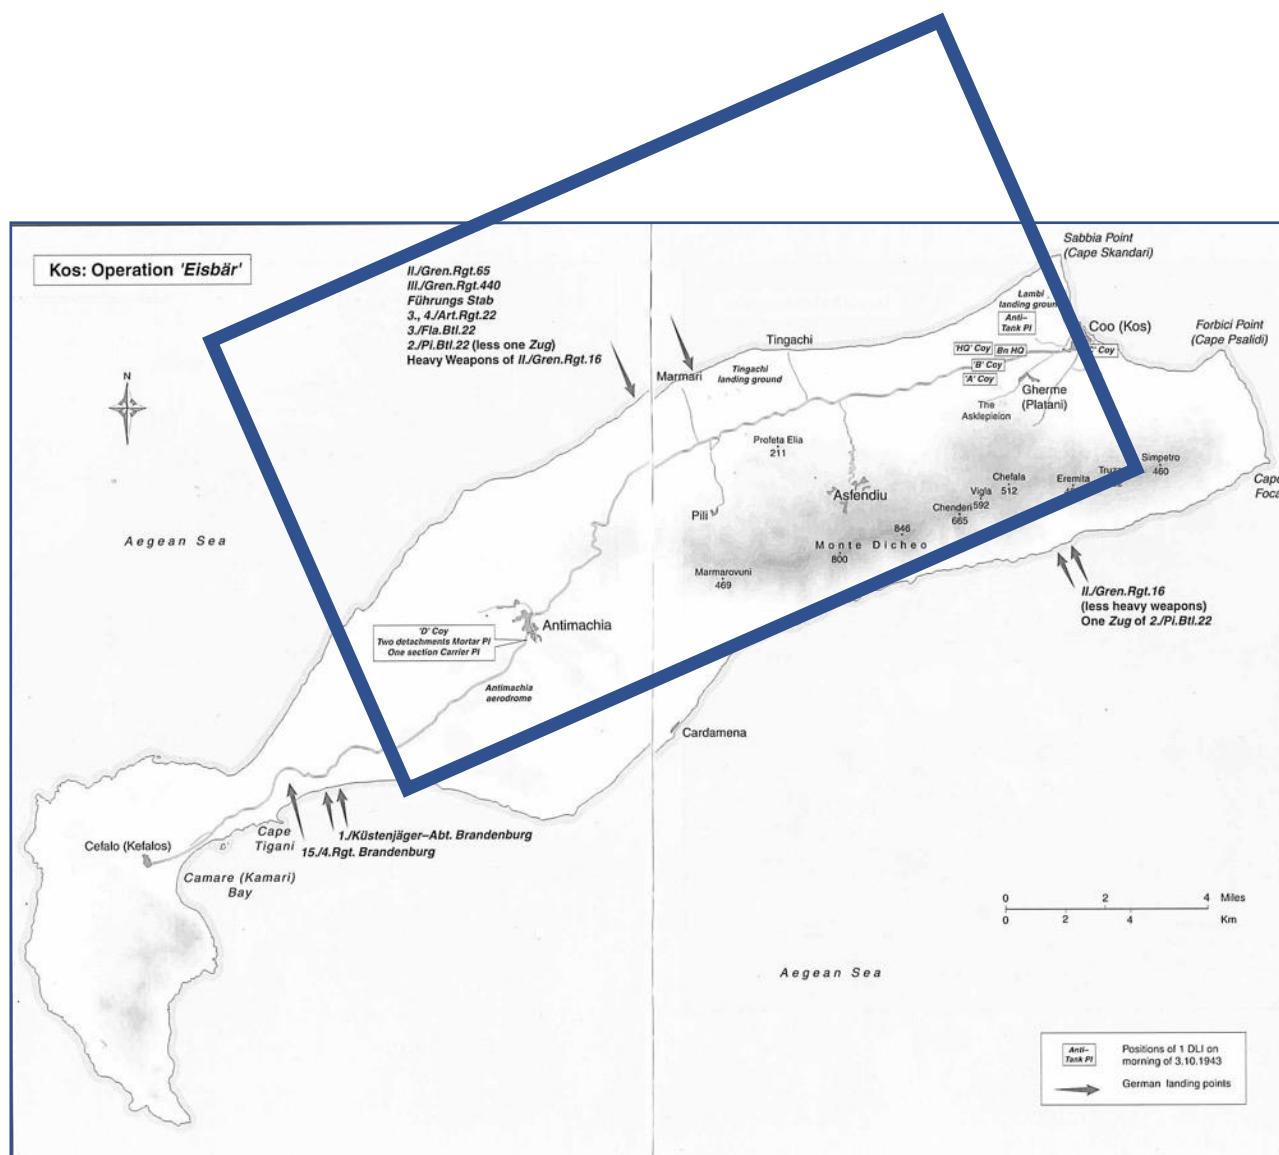 Kos: Operation 'Eisbär'
II./Gren.Rgt.65
III./Gren.Rgt.440
Führungs Stab
3., 4./Art.Rgt.22
3./Fla.Btl.22
2./Pi.Btl.22 (less one Zug)
Heavy Weapons of II./Gren.Rgt.16
Sabbia Point
(Cape Skandari)
Lambi
landing ground
Anti-
Tank Pl
Coo (Kos)
Forbici Point
(Cape Psalidi)
Tingachi
'HQ' Coy
Bn HQ
Coy
'B' Coy
'A' Coy
Marmari
Tingachi
landing ground
Gherme
(Platani)
The
Asklepieion
N
Profeta Elia
211
Simpetro
460
Chefala
512
Eremita
Cape
Foca
Asfendiu
Vigla
592
Chenderi
665
Pili
846
Monte Dicheo
800
Aegean Sea
Marmarovuni
469
II./Gren.Rgt.16
(less heavy weapons)
One Zug of 2./Pi.Btl.22
'D' Coy
Two detachments Mortar Pl
One section Carrier Pl
Antimachia
Antimachia
aerodrome
Cardamena
1./Küstenjäger–Abt. Brandenburg
15./4.Rgt. Brandenburg
Cape
Tigani
Cefalo (Kefalos)
Camare (Kamari)
Bay
0 2 4 Miles
0 2 4 Km
Aegean Sea
Anti-
Tank Pl
Positions of 1 DLI on
morning of 3.10.1943
German landing points